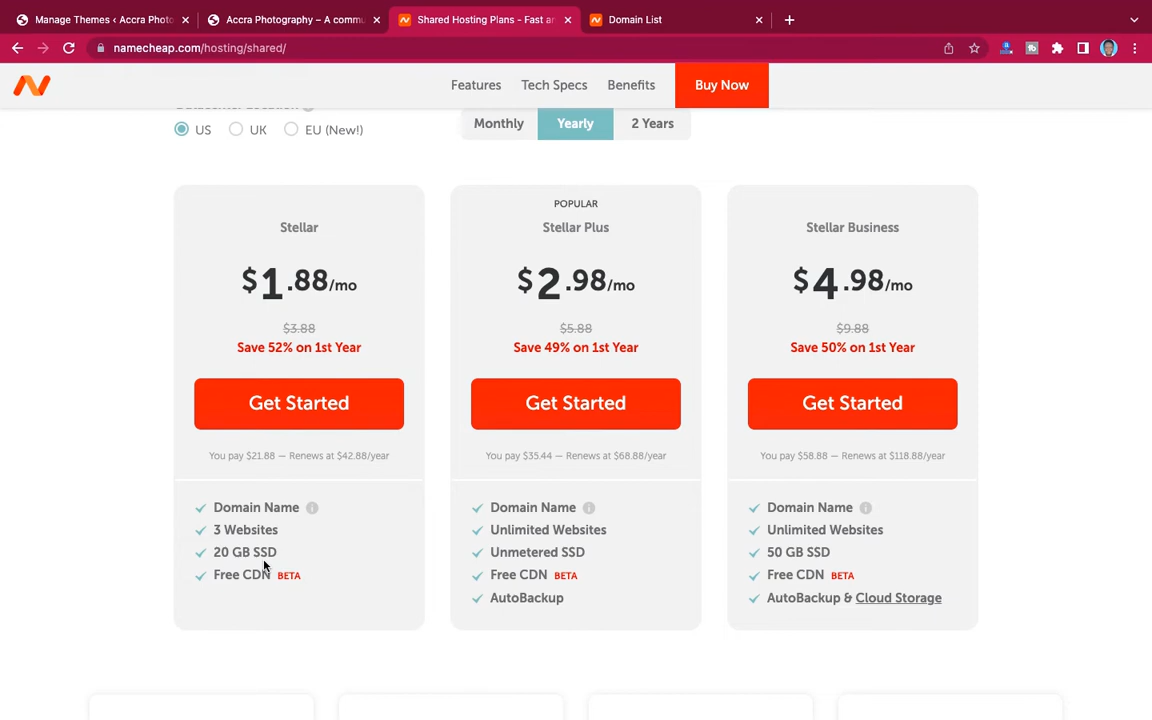 Manage Themes ‹ Accra Photo
Accra Photography – A commu
Shared Hosting Plans - Fast an
Domain List
namecheap.com/hosting/shared/
Features
Tech Specs
Benefits
Buy Now
US
UK
EU (New!)
Monthly
Yearly
2 Years
Stellar
$1.88/mo
$3.88
Save 52% on 1st Year
Get Started
You pay $21.88 — Renews at $42.88/year
Domain Name
3 Websites
20 GB SSD
Free CDN BETA
POPULAR
Stellar Plus
$2.98/mo
$5.88
Save 49% on 1st Year
Get Started
You pay $35.44 — Renews at $68.88/year
Domain Name
Unlimited Websites
Unmetered SSD
Free CDN BETA
AutoBackup
Stellar Business
$4.98/mo
$9.88
Save 50% on 1st Year
Get Started
You pay $58.88 — Renews at $118.88/year
Domain Name
Unlimited Websites
50 GB SSD
Free CDN BETA
AutoBackup & Cloud Storage